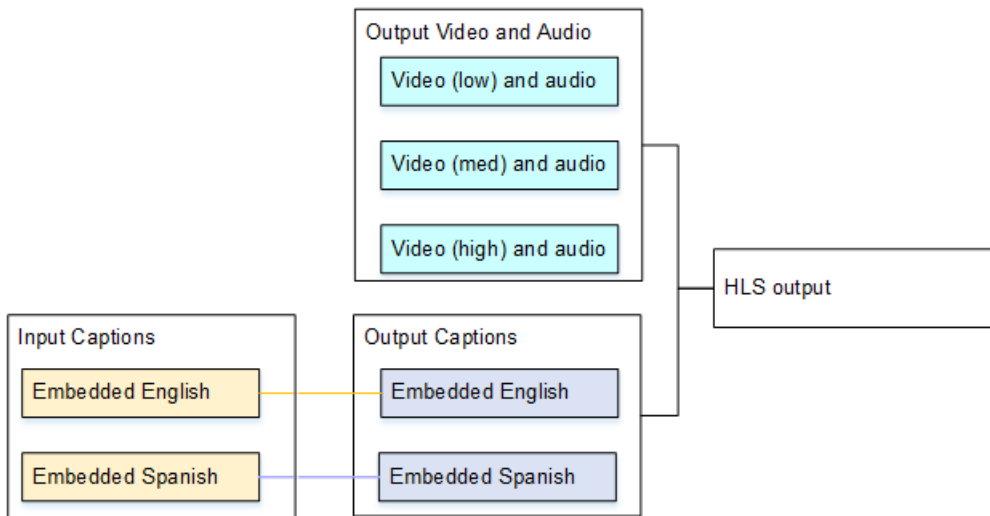 Output Video and Audio
Video (low) and audio
Video (med) and audio
Video (high) and audio
HLS output
Input Captions
Embedded English
Embedded Spanish
Output Captions
Embedded English
Embedded Spanish